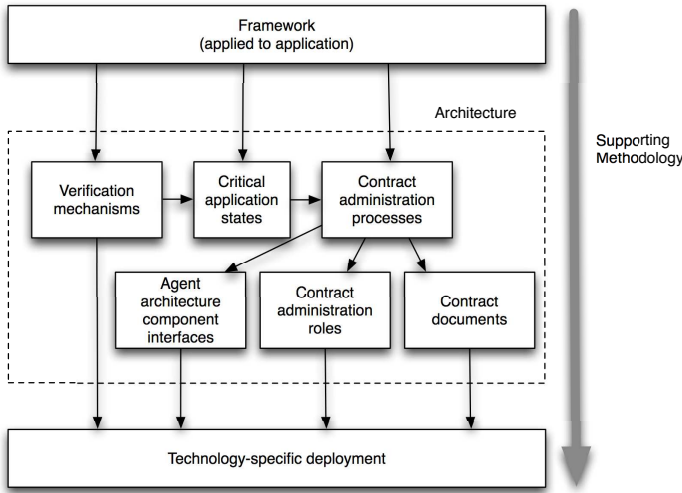 Framework
(applied to application)
Architecture
Supporting
Methodology
Verification
mechanisms
Critical
application
states
Contract
administration
processes
Agent
architecture
component
interfaces
Contract
administration
roles
Contract
documents
Technology-specific deployment